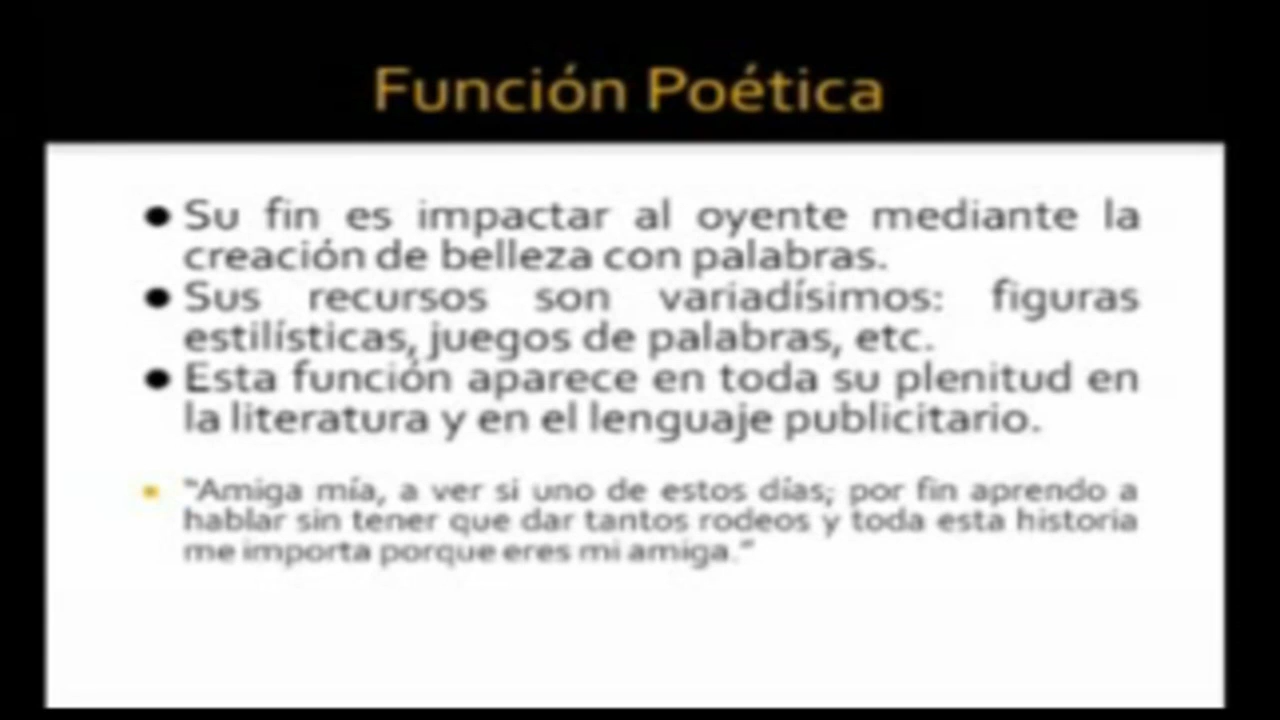 Función Poética
● Su fin es impactar al oyente mediante la
creación de belleza con palabras.
● Sus recursos son variadísimos: figuras
estilísticas, juegos de palabras, etc.
● Esta función aparece en toda su plenitud en
la literatura y en el lenguaje publicitario.
▪ “Amiga mía, a ver si uno de estos días; por fin aprendo a
hablar sin tener que dar tantos rodeos y toda esta historia
me importa porque eres mi amiga.”